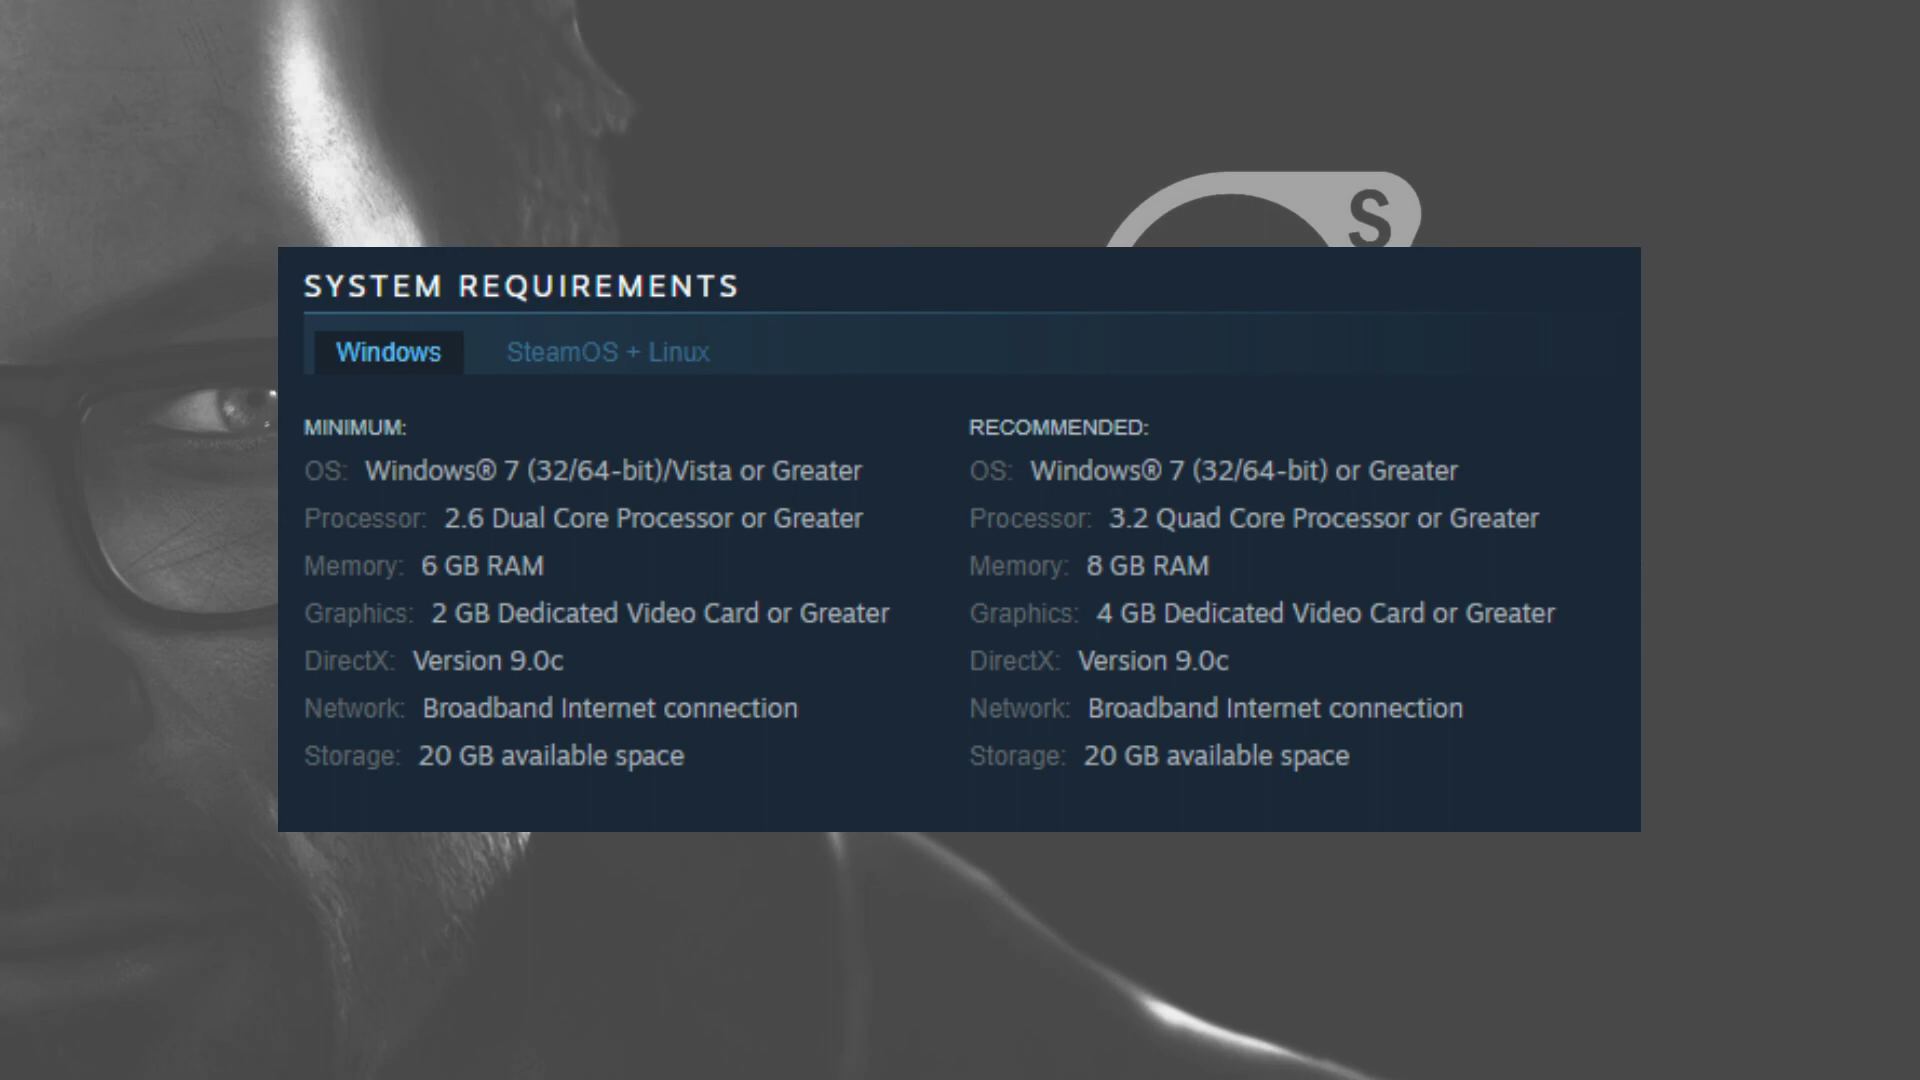 S
SYSTEM REQUIREMENTS
Windows SteamOS + Linux
MINIMUM:
OS: Windows® 7 (32/64-bit)/Vista or Greater
Processor: 2.6 Dual Core Processor or Greater
Memory: 6 GB RAM
Graphics: 2 GB Dedicated Video Card or Greater
DirectX: Version 9.0c
Network: Broadband Internet connection
Storage: 20 GB available space
RECOMMENDED:
OS: Windows® 7 (32/64-bit) or Greater
Processor: 3.2 Quad Core Processor or Greater
Memory: 8 GB RAM
Graphics: 4 GB Dedicated Video Card or Greater
DirectX: Version 9.0c
Network: Broadband Internet connection
Storage: 20 GB available space